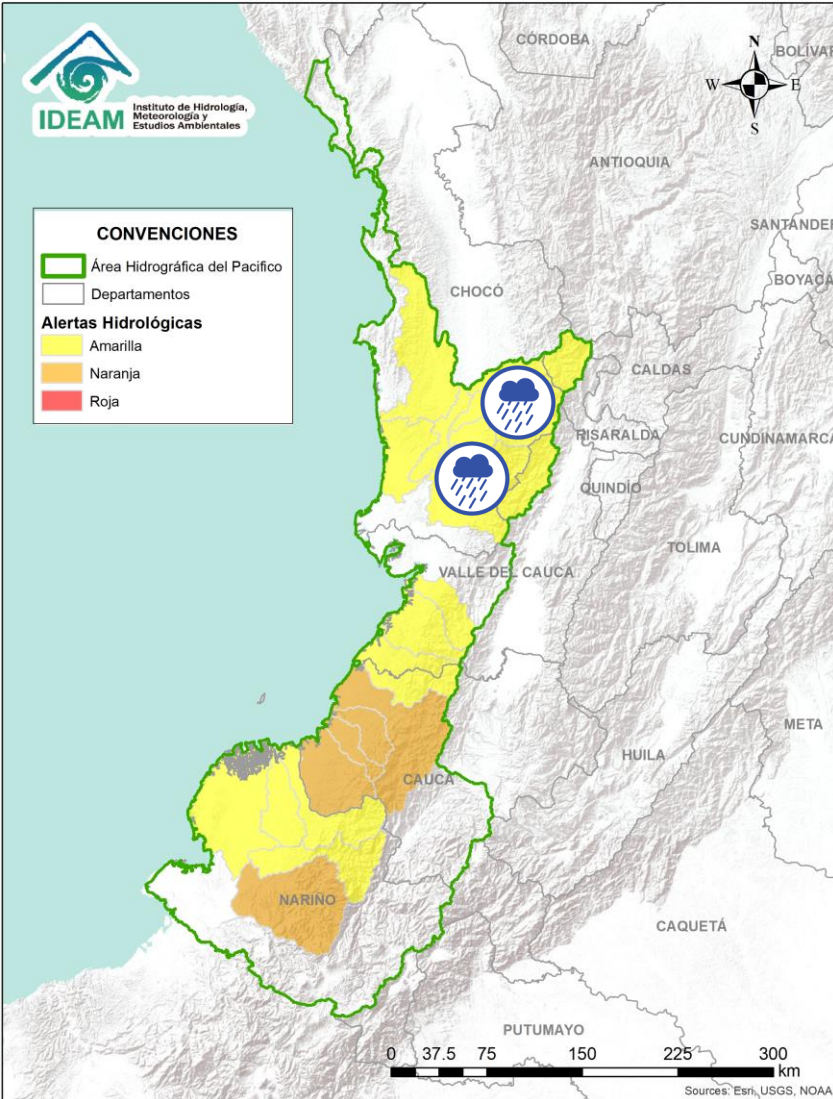 IDEAM
Instituto de Hidrología,
Meteorología y
Estudios Ambientales
CONVENCIONES
Área Hidrográfica del Pacifico
Departamentos
Alertas Hidrológicas
Amarilla
Naranja
Roja
N
W
E
S
CÓRDOBA
BOLÍVAR
ANTIOQUIA
SANTANDER
BOYACÁ
CHOCÓ
CALDAS
RISARALDA
CUNDINAMARCA
QUINDÍO
TOLIMA
VALLE DEL CAUCA
META
HUILA
CAUCA
NARIÑO
CAQUETÁ
PUTUMAYO
0 37.5 75 150 225 300
km
Sources: Esri, USGS, NOAA